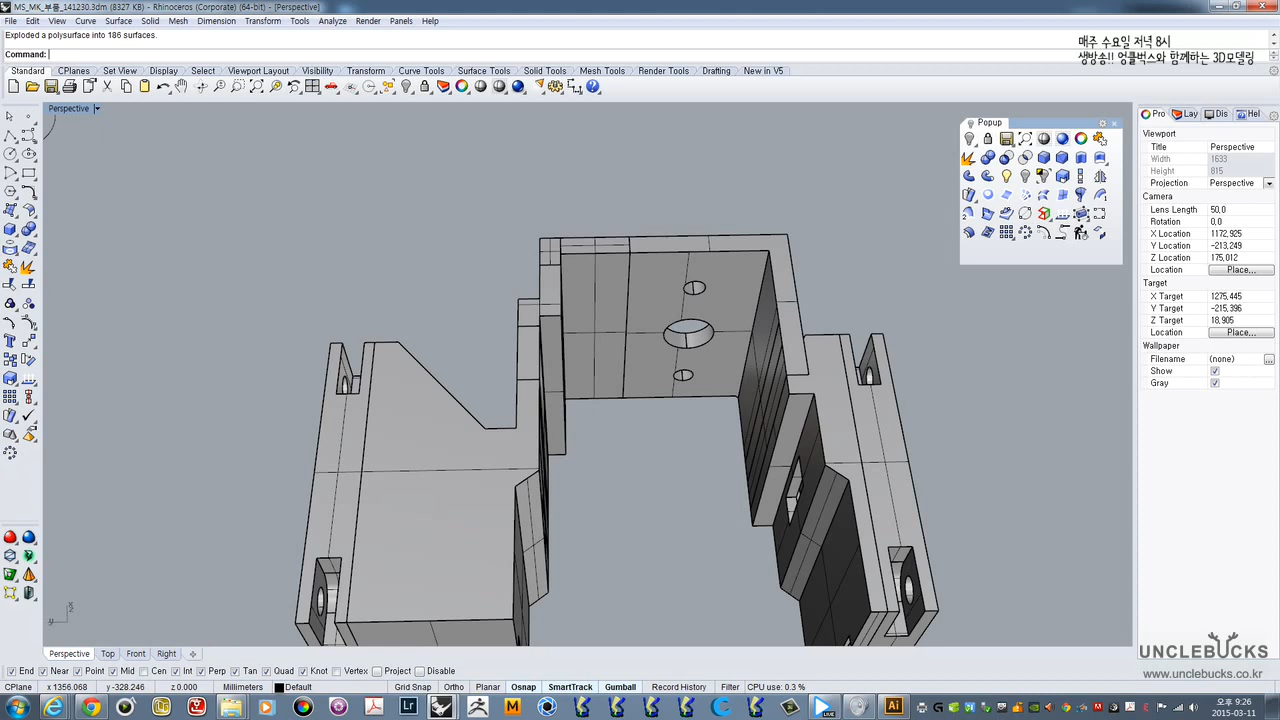 MS_MK_부품_141230.3dm (8327 KB) - Rhinoceros (Corporate) (64-bit) - [Perspective]
File Edit View Curve Surface Solid Mesh Dimension Transform Tools Analyze Render Panels Help
Exploded a polysurface into 186 surfaces.
Command:
매주 수요일 저녁 8시
생방송!! 엉클벅스와 함께하는 3D모델링
Standard CPlanes Set View Display Select Viewport Layout Visibility Transform Curve Tools Surface Tools Solid Tools Mesh Tools Render Tools Drafting New in V5
Perspective
Popup
Pro Lay Dis Hel
Viewport
Title Perspective
Width 1633
Height 815
Projection Perspective
Camera
Lens Length 50,0
Rotation 0,0
X Location 1172,925
Y Location -213,249
Z Location 175,012
Location Place...
Target
X Target 1275,445
Y Target -215,396
Z Target 18,905
Location Place...
Wallpaper
Filename (none)
Show
Gray
z
x
y
Perspective Top Front Right
End Near Point Mid Cen Int Perp Tan Quad Knot Vertex Project Disable
CPlane x 1356.068 y -328.246 z 0.000 Millimeters Default Grid Snap Ortho Planar Osnap SmartTrack Gumball Record History Filter CPU use: 0.3 %
UNCLEBUCKS
www.unclebucks.co.kr
Lr Ai
오후 9:26
2015-03-11